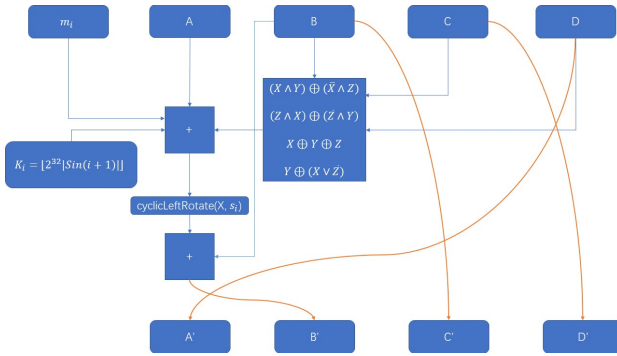 m_i
A
B
C
D
(X ∧ Y) ⊕ (X̄ ∧ Z)
(Z ∧ X) ⊕ (Z̄ ∧ Y)
X ⊕ Y ⊕ Z
Y ⊕ (X ∨ Z̄)
+
K_i = ⌊2^32|Sin(i + 1)|⌋
cyclicLeftRotate(X, s_i)
+
A'
B'
C'
D'